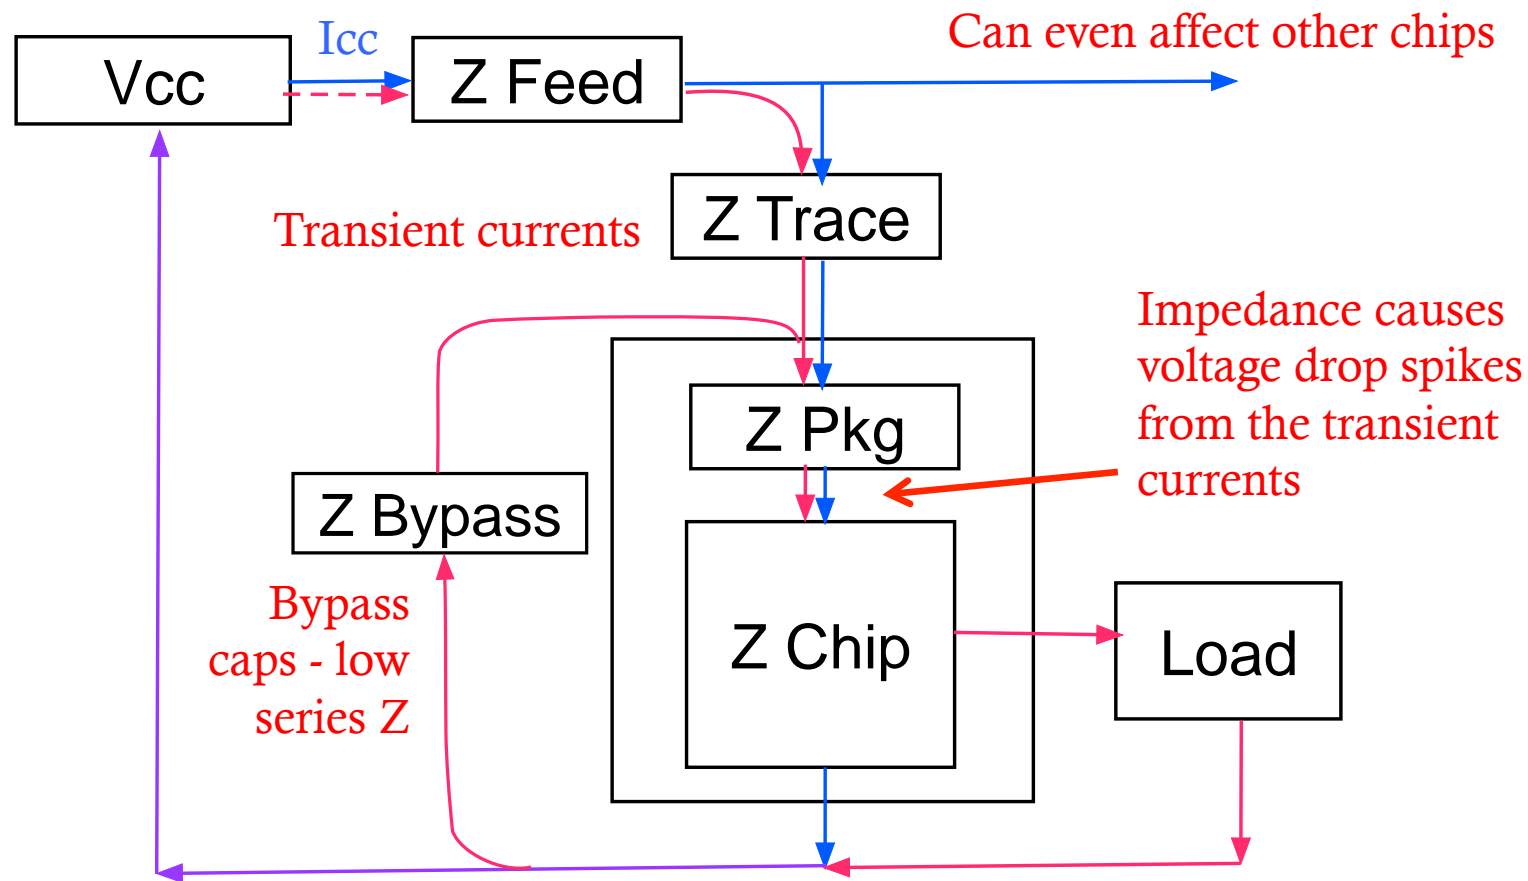 Icc
Can even affect other chips
Vcc
Z Feed
Z Trace
Transient currents
Impedance causes
voltage drop spikes
from the transient
currents
Z Pkg
Z Bypass
Bypass
caps - low
series Z
Z Chip
Load